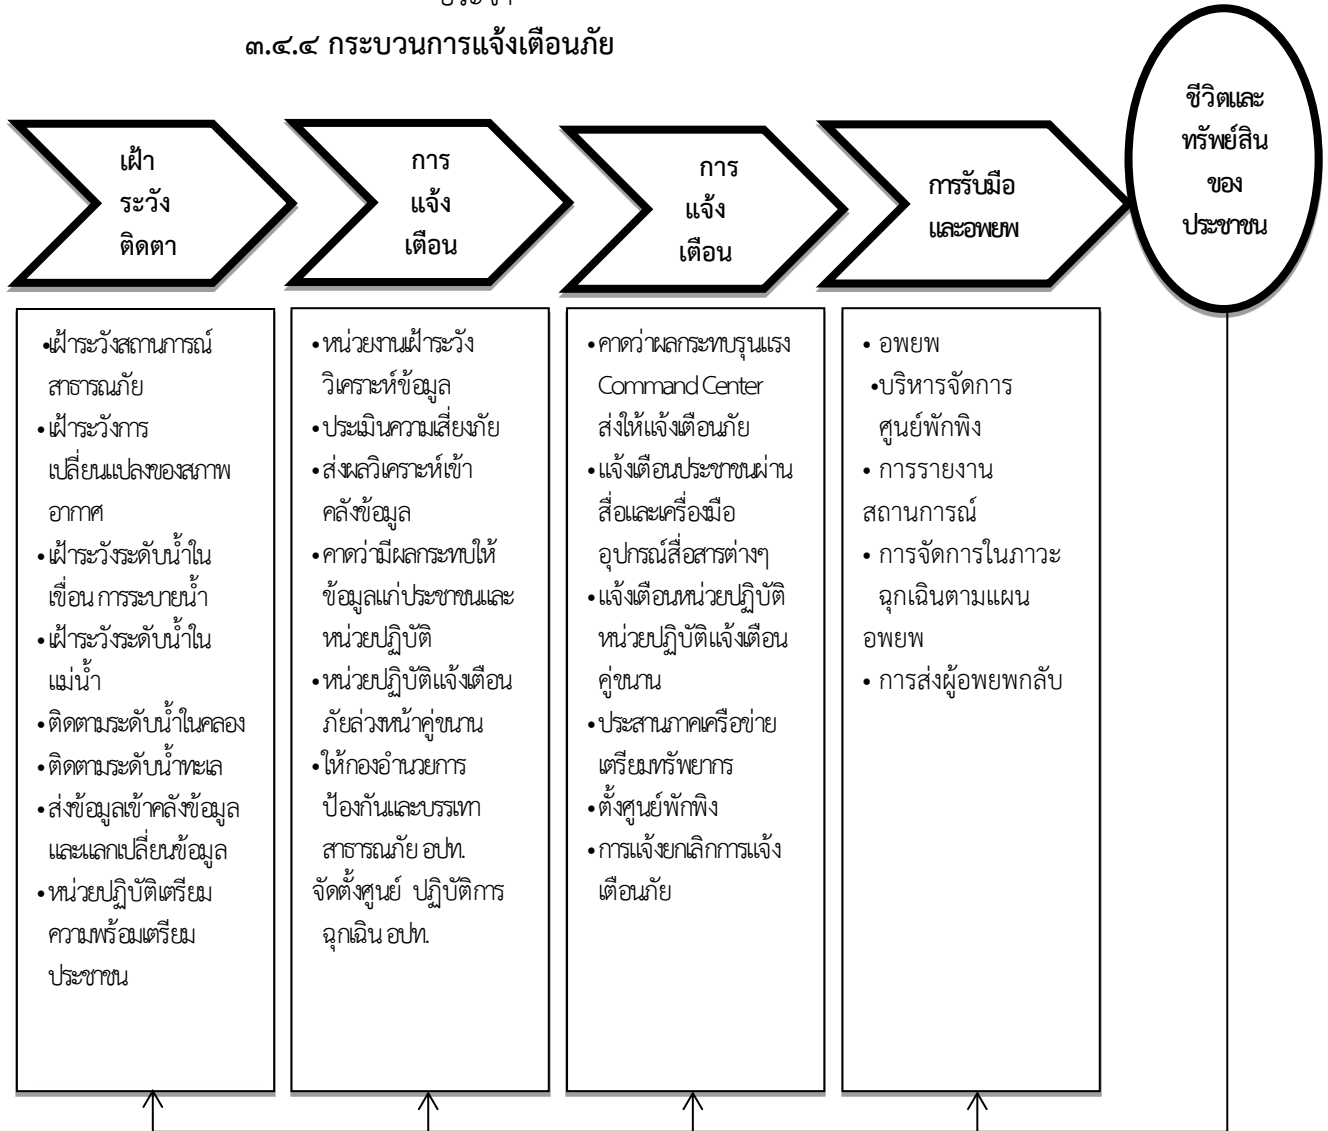 ๓.๔.๔ กระบวนการแจ้งเตือนภัย
เฝ้า
ระวัง
ติดตา
การ
แจ้ง
เตือน
การ
แจ้ง
เตือน
การรับมือ
และอพยพ
ชีวิตและ
ทรัพย์สิน
ของ
ประชาชน
•เฝ้าระวังสถานการณ์
สาธารณภัย
•เฝ้าระวังการ
เปลี่ยนแปลงของสภาพ
อากาศ
•เฝ้าระวังระดับน้ำใน
เขื่อน การระบายน้ำ
•เฝ้าระวังระดับน้ำใน
แม่น้ำ
•ติดตามระดับน้ำในคลอง
•ติดตามระดับน้ำทะเล
•ส่งข้อมูลเข้าคลังข้อมูล
และแลกเปลี่ยนข้อมูล
•หน่วยปฏิบัติเตรียม
ความพร้อมเตรียม
ประชาชน
•หน่วยงานเฝ้าระวัง
วิเคราะห์ข้อมูล
•ประเมินความเสี่ยงภัย
•ส่งผลวิเคราะห์เข้า
คลังข้อมูล
•คาดว่ามีผลกระทบให้
ข้อมูลแก่ประชาชนและ
หน่วยปฏิบัติ
•หน่วยปฏิบัติแจ้งเตือน
ภัยล่วงหน้าคู่ขนาน
•ให้กองอำนวยการ
ป้องกันและบรรเทา
สาธารณภัย อปท.
จัดตั้งศูนย์ ปฏิบัติการ
ฉุกเฉิน อปท.
•คาดว่าผลกระทบรุนแรง
Command Center
ส่งให้แจ้งเตือนภัย
•แจ้งเตือนประชาชนผ่าน
สื่อและเครื่องมือ
อุปกรณ์สื่อสารต่างๆ
•แจ้งเตือนหน่วยปฏิบัติ
หน่วยปฏิบัติแจ้งเตือน
คู่ขนาน
•ประสานภาคเครือข่าย
เตรียมทรัพยากร
•ตั้งศูนย์พักพิง
•การแจ้งยกเลิกการแจ้ง
เตือนภัย
• อพยพ
•บริหารจัดการ
ศูนย์พักพิง
• การรายงาน
สถานการณ์
• การจัดการในภาวะ
ฉุกเฉินตามแผน
อพยพ
• การส่งผู้อพยพกลับ